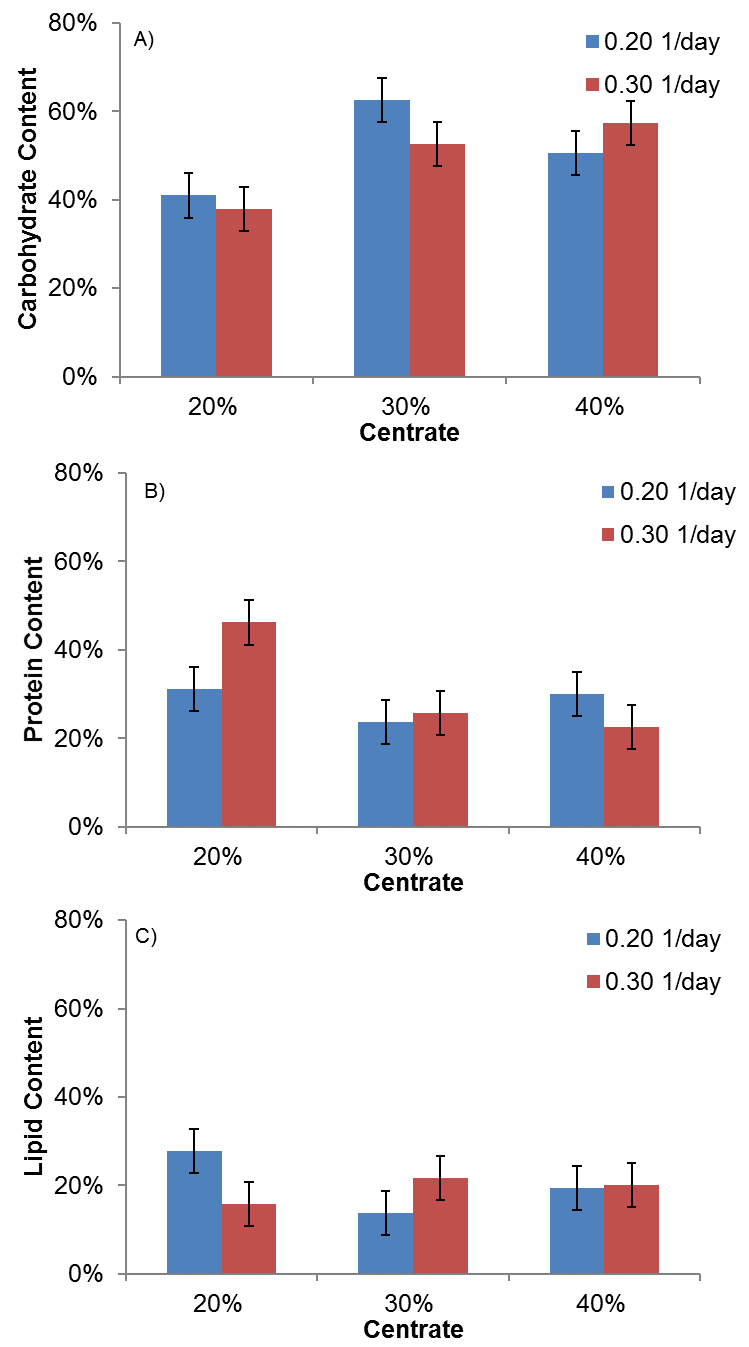 A)
0.20 1/day
0.30 1/day
Carbohydrate Content
80%
60%
40%
20%
0%
20% 30% 40%
Centrate
B)
0.20 1/day
0.30 1/day
Protein Content
80%
60%
40%
20%
0%
20% 30% 40%
Centrate
C)
0.20 1/day
0.30 1/day
Lipid Content
80%
60%
40%
20%
0%
20% 30% 40%
Centrate